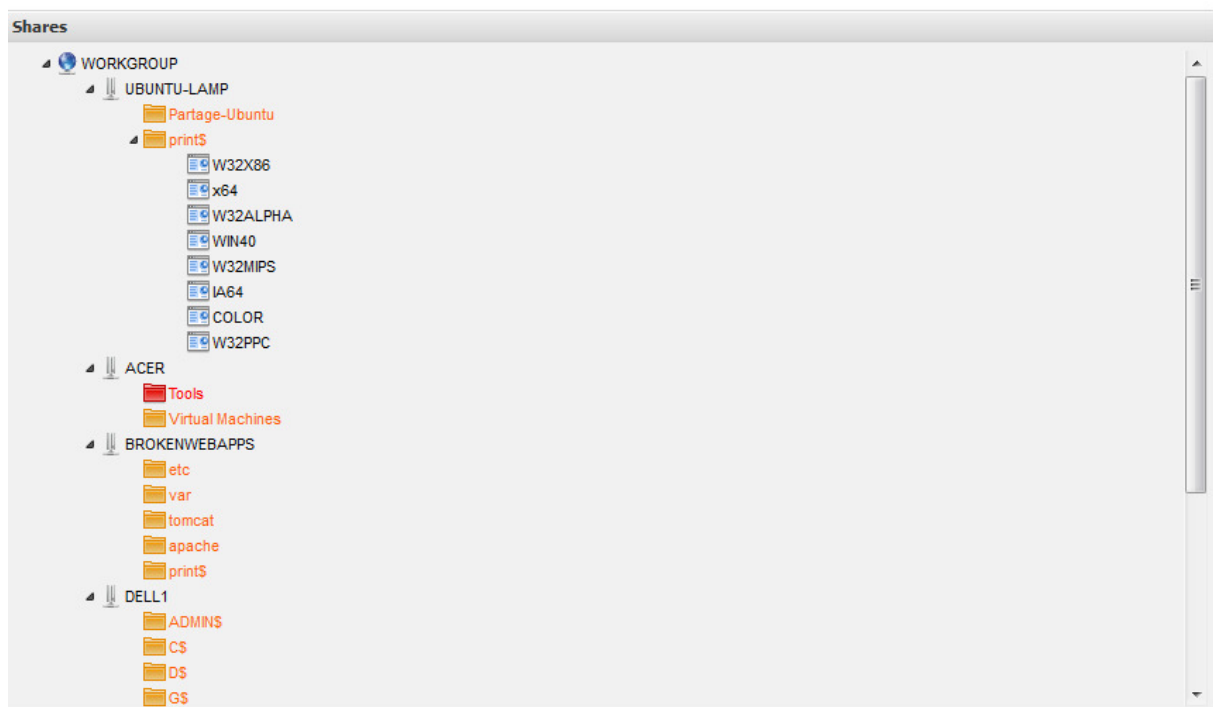 Shares
WORKGROUP
UBUNTU-LAMP
Partage-Ubuntu
print$
W32X86
x64
W32ALPHA
WIN40
W32MIPS
IA64
COLOR
W32PPC
ACER
Tools
Virtual Machines
BROKENWEBAPPS
etc
var
tomcat
apache
print$
DELL1
ADMIN$
C$
D$
G$